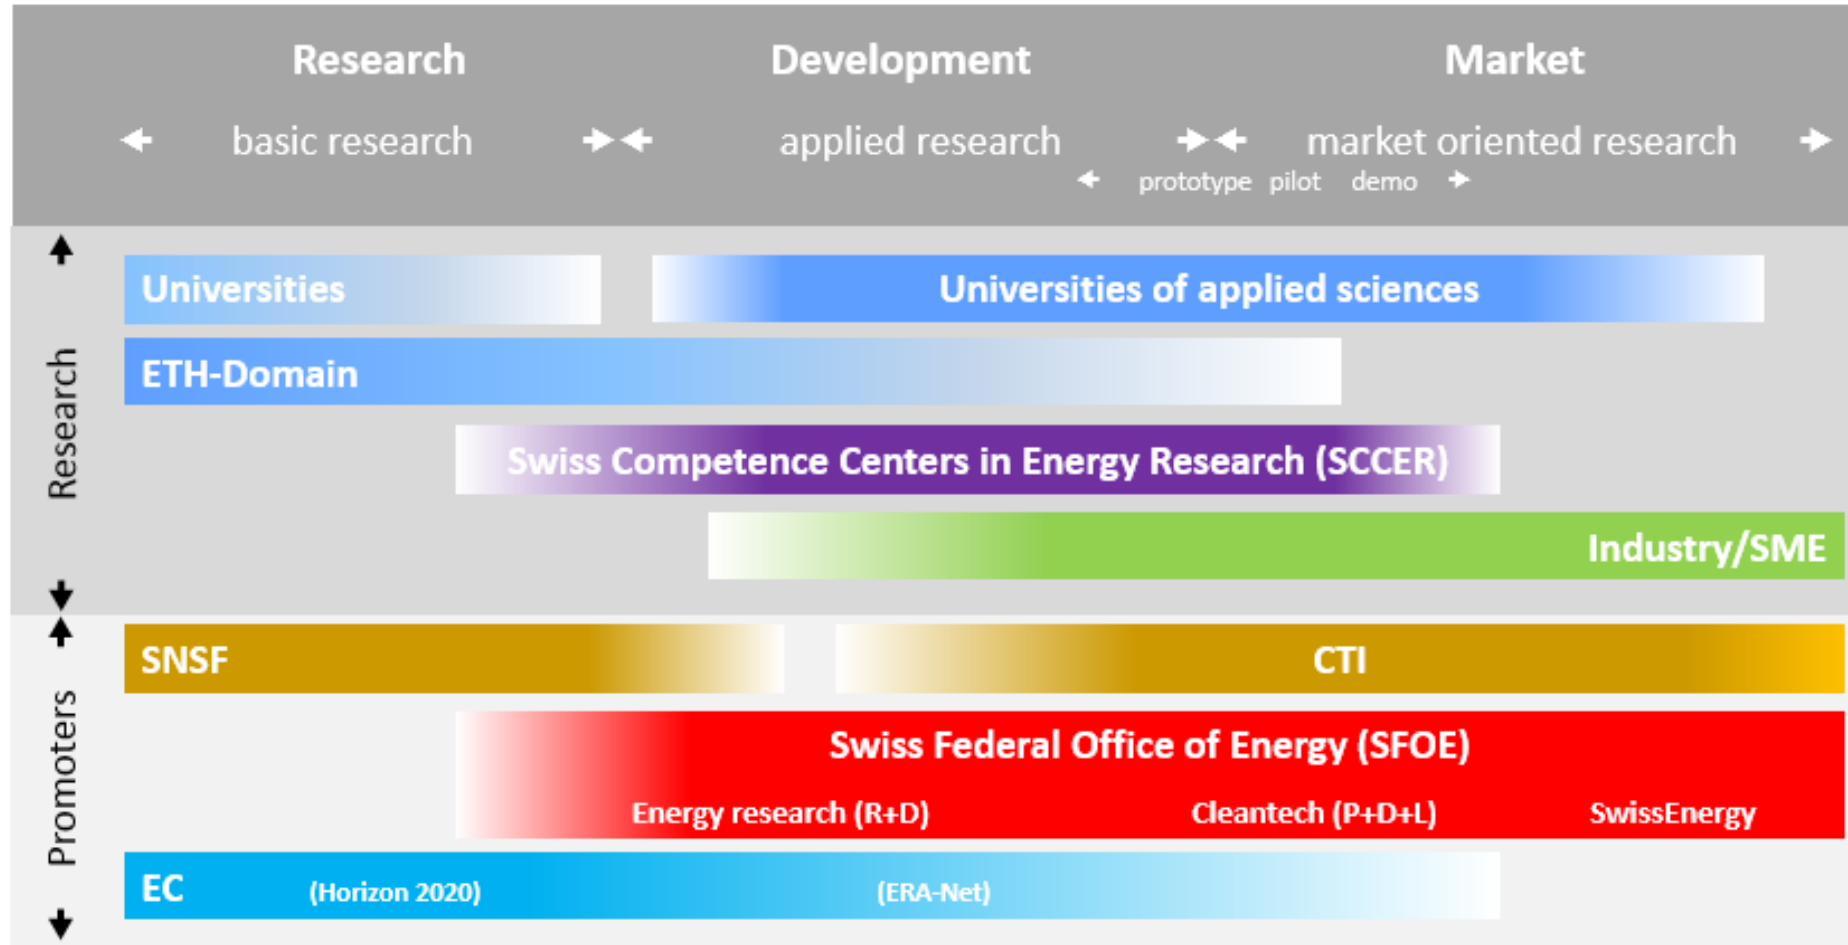 Research Development Market
basic research applied research market oriented research
prototype pilot demo
Research
Universities Universities of applied sciences
ETH-Domain
Swiss Competence Centers in Energy Research (SCCER)
Industry/SME
Promoters
SNSF CTI
Swiss Federal Office of Energy (SFOE)
Energy research (R+D) Cleantech (P+D+L) SwissEnergy
EC (Horizon 2020) (ERA-Net)